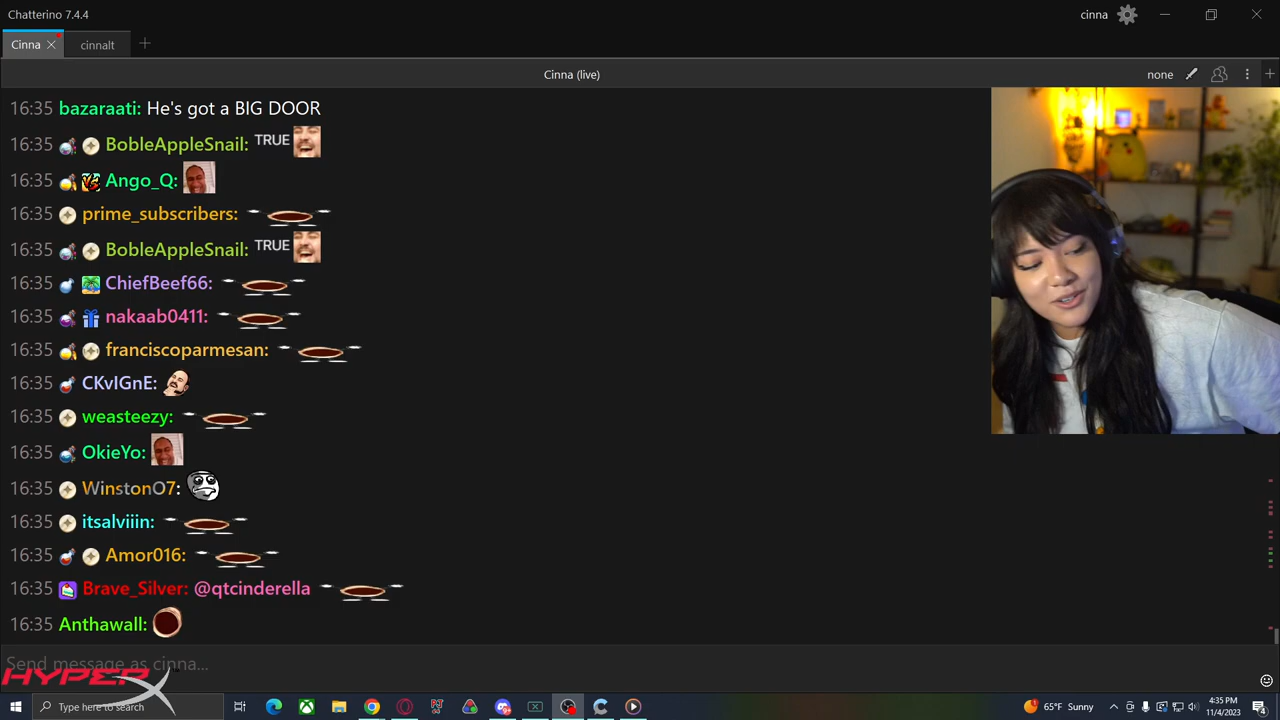 Chatterino 7.4.4
cinna
Cinna
cinnalt
Cinna (live)
none
16:35 bazaraati: He's got a BIG DOOR
16:35 BobleAppleSnail: TRUE
16:35 Ango_Q:
16:35 prime_subscribers:
16:35 BobleAppleSnail: TRUE
16:35 ChiefBeef66:
16:35 nakaab0411:
16:35 franciscoparmesan:
16:35 CKvIGnE:
16:35 weasteezy:
16:35 OkieYo:
16:35 WinstonO7:
16:35 itsalviiin:
16:35 Amor016:
16:35 Brave_Silver: @qtcinderella
16:35 Anthawall:
Send message as cinna...
HYPERX
Type here to search
65°F Sunny
4:35 PM
11/4/2023